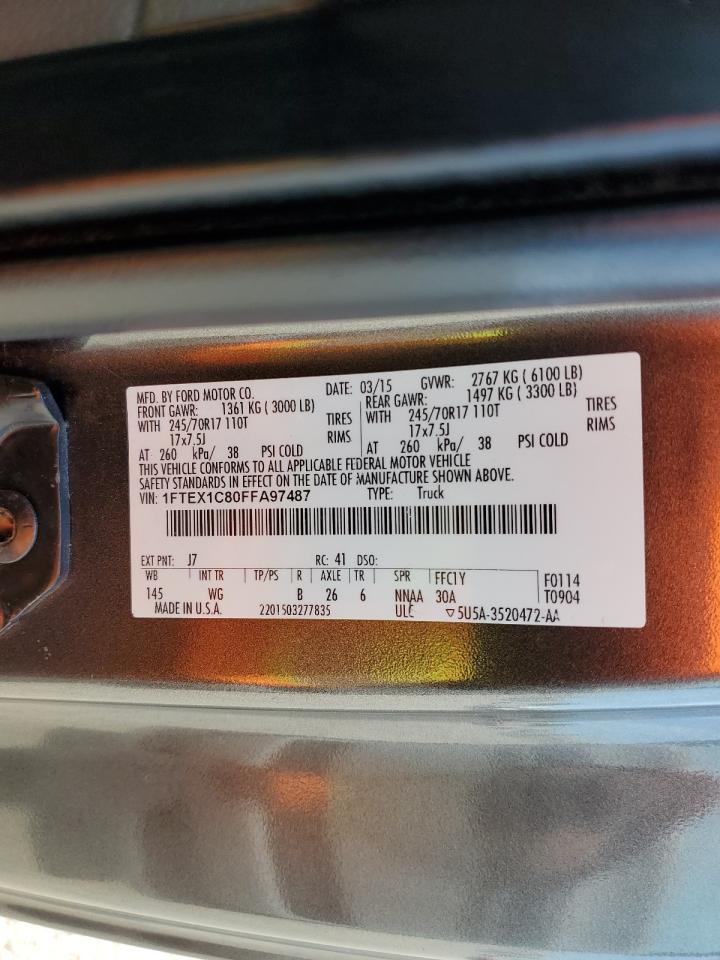 MFD. BY FORD MOTOR CO.
DATE: 03/15 GVWR: 2767 KG ( 6100 LB)
FRONT GAWR: 1361 KG ( 3000 LB) REAR GAWR: 1497 KG ( 3300 LB)
WITH 245/70R17 110T TIRES WITH 245/70R17 110T TIRES
17x7.5J RIMS 17x7.5J RIMS
AT 260 kPa/ 38 PSI COLD AT 260 kPa/ 38 PSI COLD
THIS VEHICLE CONFORMS TO ALL APPLICABLE FEDERAL MOTOR VEHICLE
SAFETY STANDARDS IN EFFECT ON THE DATE OF MANUFACTURE SHOWN ABOVE.
VIN: 1FTEX1C80FFA97487 TYPE: Truck
EXT PNT: J7 RC: 41 DSO:
WB INT TR TP/PS R AXLE TR SPR FFC1Y F0114
145 WG B 26 6 NNAA 30A T0904
MADE IN U.S.A. 2201503277835 ULC ▽5U5A-3520472-AA